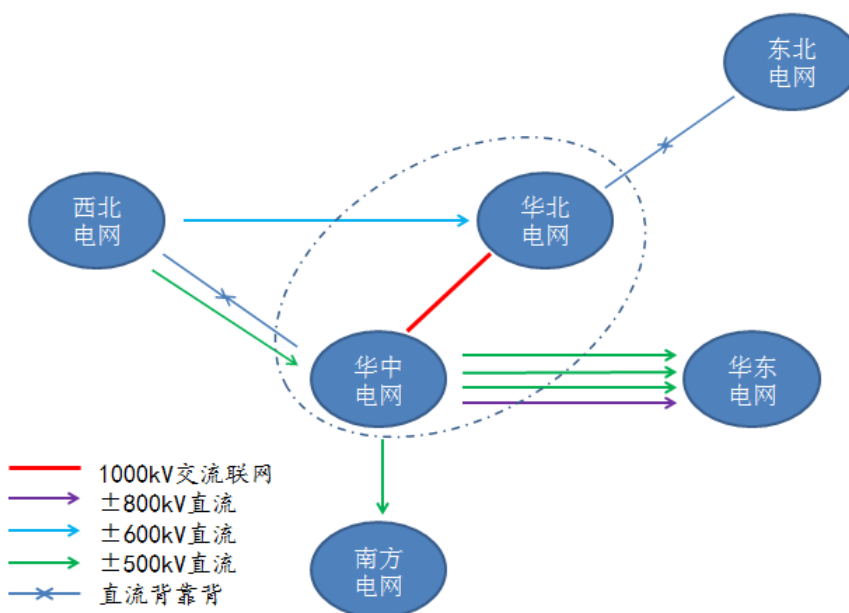 东北
电网
西北
电网
华北
电网
华中
电网
华东
电网
南方
电网
1000kV交流联网
±800kV直流
±600kV直流
±500kV直流
直流背靠背